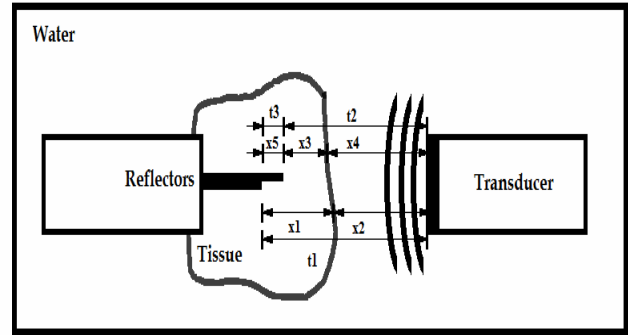 Water
t3
t2
x5
x3
x4
Reflectors
Transducer
x1
x2
Tissue
t1